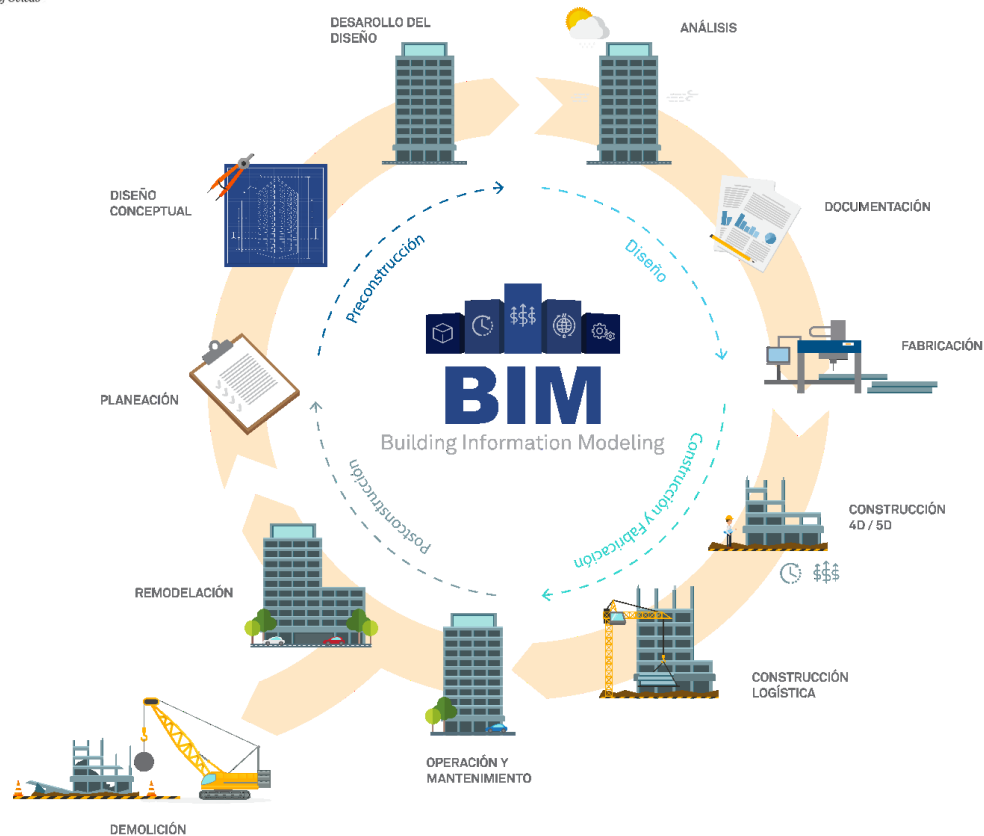 DESAROLLO DEL
DISEÑO
ANÁLISIS
DISEÑO
CONCEPTUAL
DOCUMENTACIÓN
Preconstrucción
Diseño
$$$
FABRICACIÓN
PLANEACIÓN
BIM
Building Information Modeling
Postconstrucción
Construcción y Fabricación
CONSTRUCCIÓN
4D / 5D
$$$
REMODELACIÓN
CONSTRUCCIÓN
LOGÍSTICA
OPERACIÓN Y
MANTENIMIENTO
DEMOLICIÓN